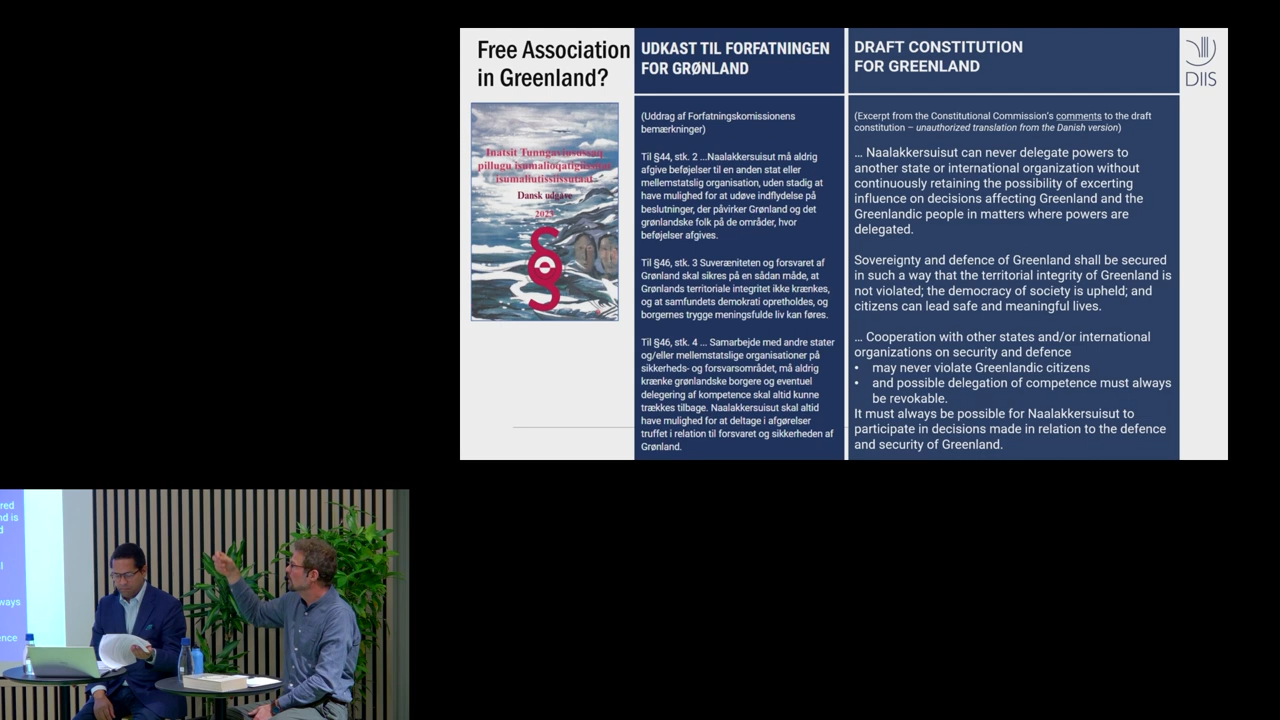 Free Association
in Greenland?
Inatsit Tunngaviusussaq
pillugu isumalioqatigiissitat
isumaliutissiissutaat
Dansk udgave
2023
UDKAST TIL FORFATNINGEN
FOR GRØNLAND
(Uddrag af Forfatningskomissionens
bemærkninger)
Til §44, stk. 2 ...Naalakkersuisut må aldrig
afgive beføjelser til en anden stat eller
mellemstatslig organisation, uden stadig at
have mulighed for at udøve indflydelse på
beslutninger, der påvirker Grønland og det
grønlandske folk på de områder, hvor
beføjelser afgives.
Til §46, stk. 3 Suveræniteten og forsvaret af
Grønland skal sikres på en sådan måde, at
Grønlands territoriale integritet ikke krænkes,
og at samfundets demokrati opretholdes, og
borgernes trygge meningsfulde liv kan føres.
Til §46, stk. 4 ... Samarbejde med andre stater
og/eller mellemstatslige organisationer på
sikkerheds- og forsvarsområdet, må aldrig
krænke grønlandske borgere og eventuel
delegering af kompetence skal altid kunne
trækkes tilbage. Naalakkersuisut skal altid
have mulighed for at deltage i afgørelser
truffet i relation til forsvaret og sikkerheden af
Grønland.
DRAFT CONSTITUTION
FOR GREENLAND
(Excerpt from the Constitutional Commission's comments to the draft
constitution – unauthorized translation from the Danish version)
... Naalakkersuisut can never delegate powers to
another state or international organization without
continuously retaining the possibility of excerting
influence on decisions affecting Greenland and the
Greenlandic people in matters where powers are
delegated.
Sovereignty and defence of Greenland shall be secured
in such a way that the territorial integrity of Greenland is
not violated; the democracy of society is upheld; and
citizens can lead safe and meaningful lives.
... Cooperation with other states and/or international
organizations on security and defence
• may never violate Greenlandic citizens
• and possible delegation of competence must always
be revokable.
It must always be possible for Naalakkersuisut to
participate in decisions made in relation to the defence
and security of Greenland.
DIIS
red
nd is
d
l
ways
ence